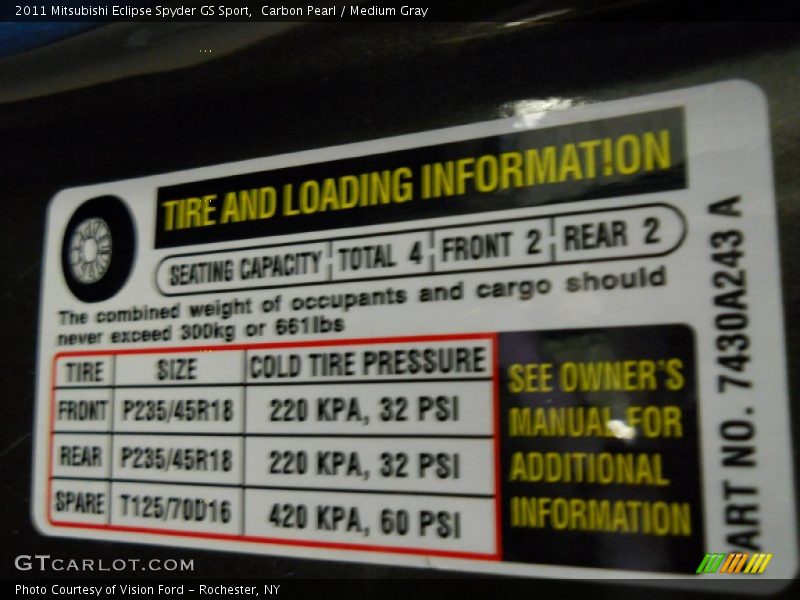 2011 Mitsubishi Eclipse Spyder GS Sport,  Carbon Pearl / Medium Gray
TIRE AND LOADING INFORMAT!ON
SEATING CAPACITY TOTAL 4 FRONT 2 REAR 2
The combined weight of occupants and cargo should
never exceed 300kg or 661lbs
TIRE SIZE COLD TIRE PRESSURE
FRONT P235/45R18 220 KPA, 32 PSI
REAR P235/45R18 220 KPA, 32 PSI
SPARE T125/70D16 420 KPA, 60 PSI
SEE OWNER'S
MANUAL FOR
ADDITIONAL
INFORMATION
PART NO. 7430A243 A
GTCARLOT.COM
Photo Courtesy of Vision Ford - Rochester, NY